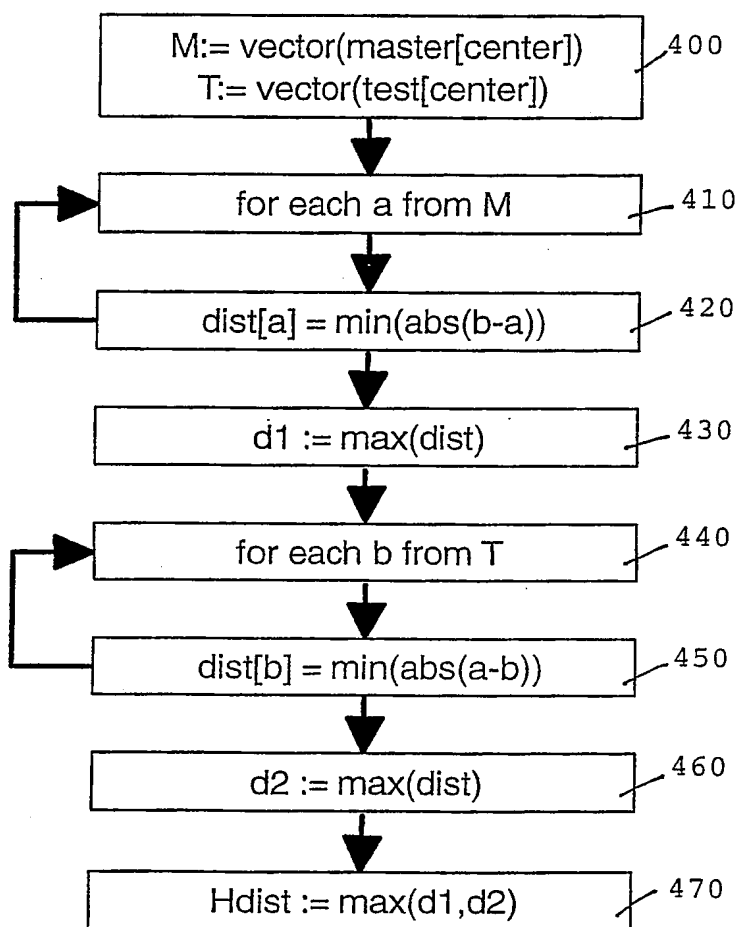 M:= vector(master[center])
T:= vector(test[center])
400
for each a from M
410
dist[a] = min(abs(b-a))
420
d1 := max(dist)
430
for each b from T
440
dist[b] = min(abs(a-b))
450
d2 := max(dist)
460
Hdist := max(d1,d2)
470